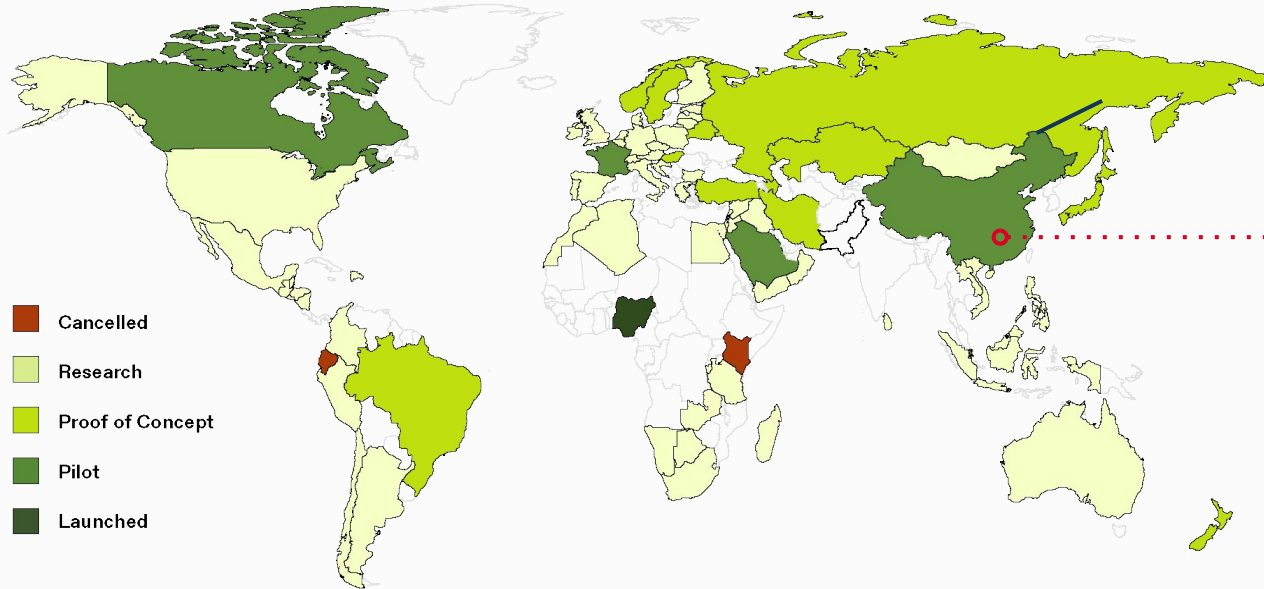 Cancelled
Research
Proof of Concept
Pilot
Launched